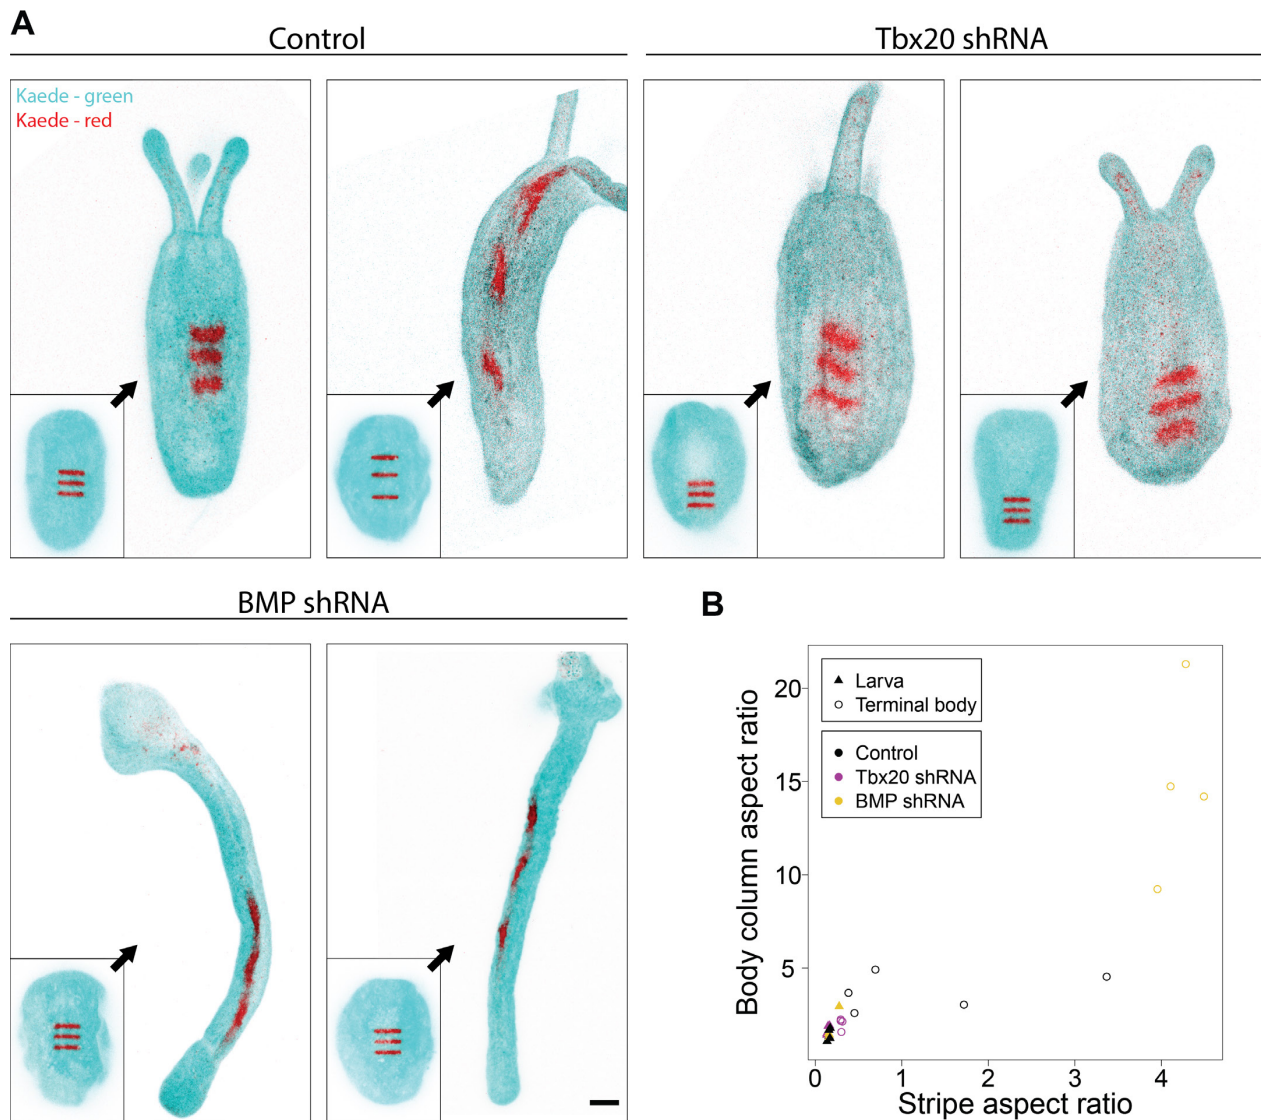 A
Control
Tbx20 shRNA
Kaede - green
Kaede - red
BMP shRNA
B
Body column aspect ratio
20
15
10
5
Larva
Terminal body
Control
Tbx20 shRNA
BMP shRNA
0 1 2 3 4
Stripe aspect ratio